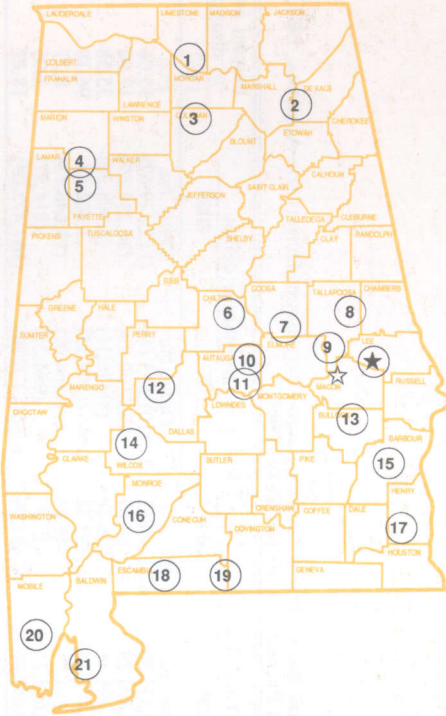 LAUDERDALE
LIMESTONE
MADISON
JACKSON
COLBERT
1
MORGAN
FRANKLIN
LAWRENCE
MARSHALL
2
DE KALB
MARION
WINSTON
CULLMAN
3
CHEROKEE
ETOWAH
BLOUNT
LAMAR
4
WALKER
5
CALHOUN
SAINT CLAIR
JEFFERSON
FAYETTE
TALLEDEGA
CLEBURNE
PICKENS
TUSCALOOSA
SHELBY
CLAY
RANDOLPH
BIBB
COOSA
TALLAPOOSA
CHAMBERS
CHILTON
GREENE
HALE
6
7
8
PERRY
SUMTER
ELMORE
9
LEE
AUTAUGA
10
RUSSELL
MARENGO
12
11
MACON
LOWNDES
MONTGOMERY
CHOCTAW
BULLOCK
13
DALLAS
14
BARBOUR
CLARKE
WILCOX
BUTLER
PIKE
15
MONROE
HENRY
WASHINGTON
16
CRENSHAW
COFFEE
DALE
CONECUH
COVINGTON
17
HOUSTON
ESCAMBIA
18
19
GENEVA
MOBILE
BALDWIN
20
21